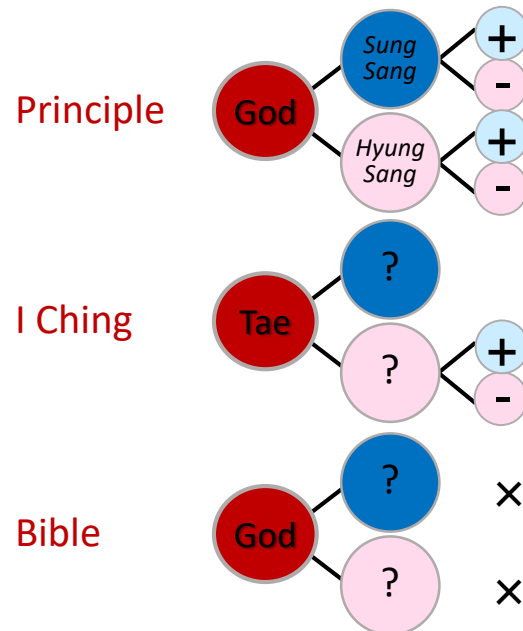 Principle
God
Sung
Sang
+
-
Hyung
Sang
+
-
I Ching
Tae
?
?
+
-
Bible
God
?
×
?
×